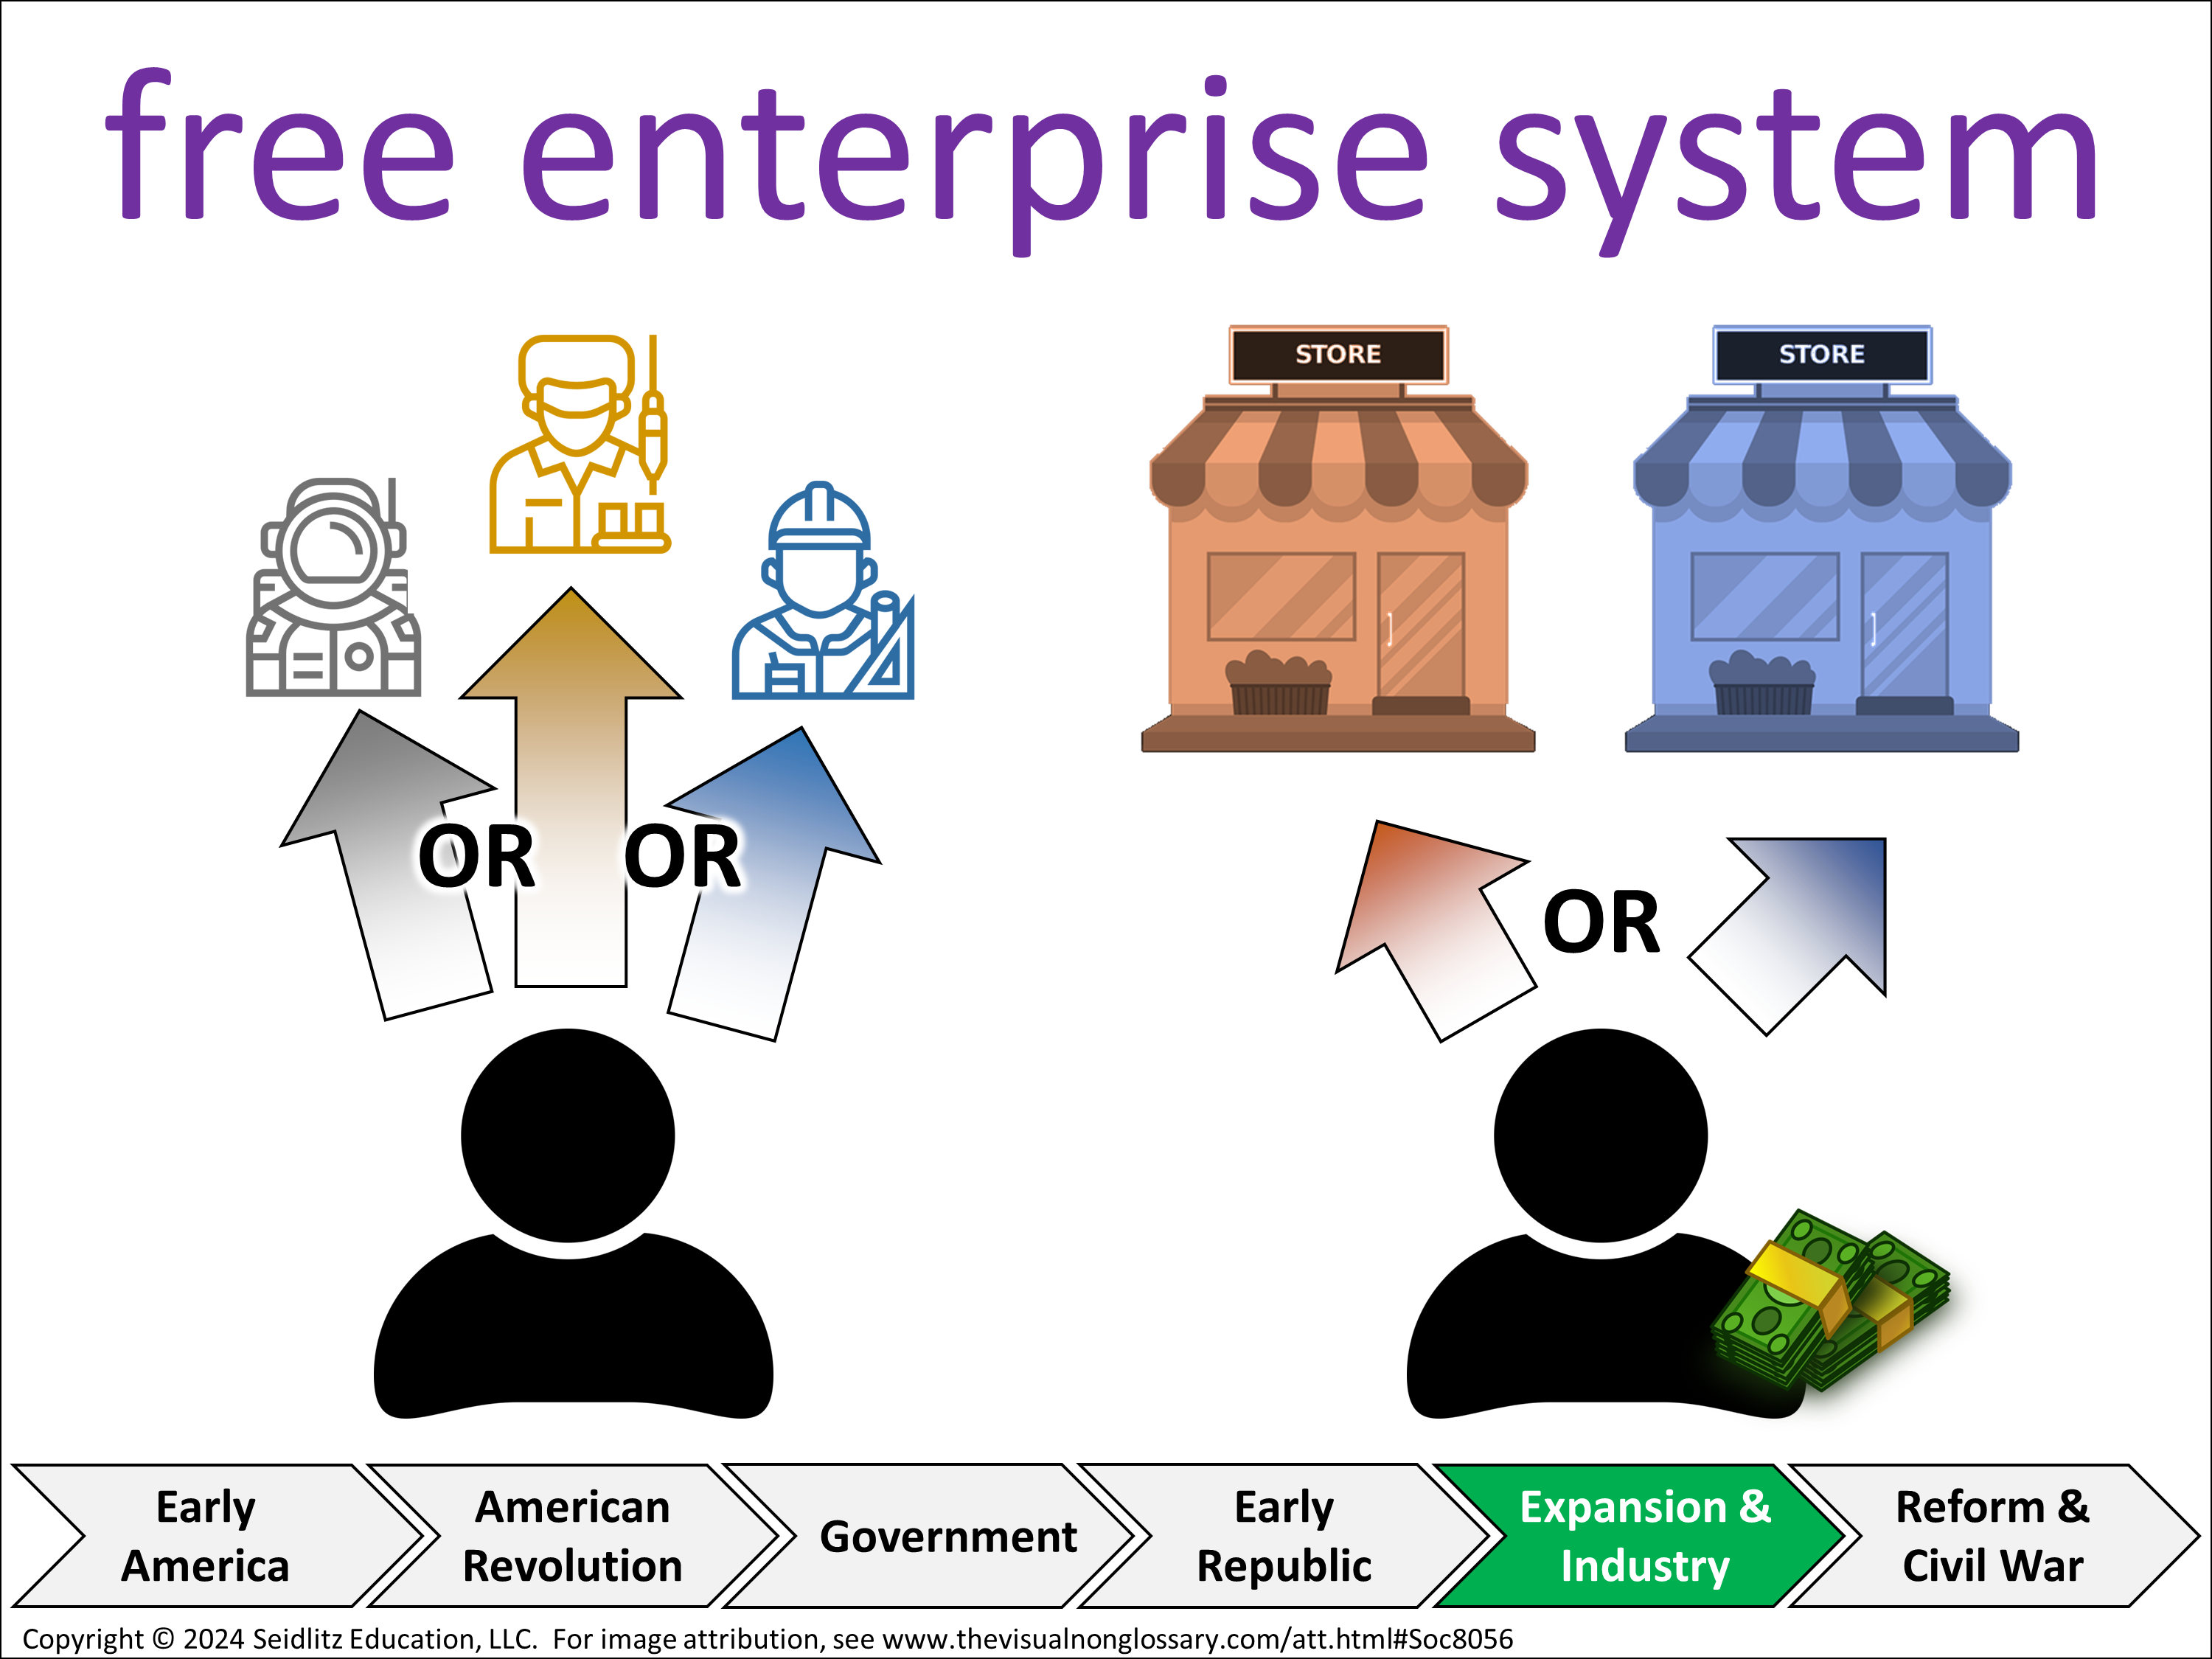 free enterprise system
STORE
STORE
OR
OR
OR
Early
America
American
Revolution
Government
Early
Republic
Expansion &
Industry
Reform &
Civil War
Copyright © 2024 Seidlitz Education, LLC.  For image attribution, see www.thevisualnonglossary.com/att.html#Soc8056